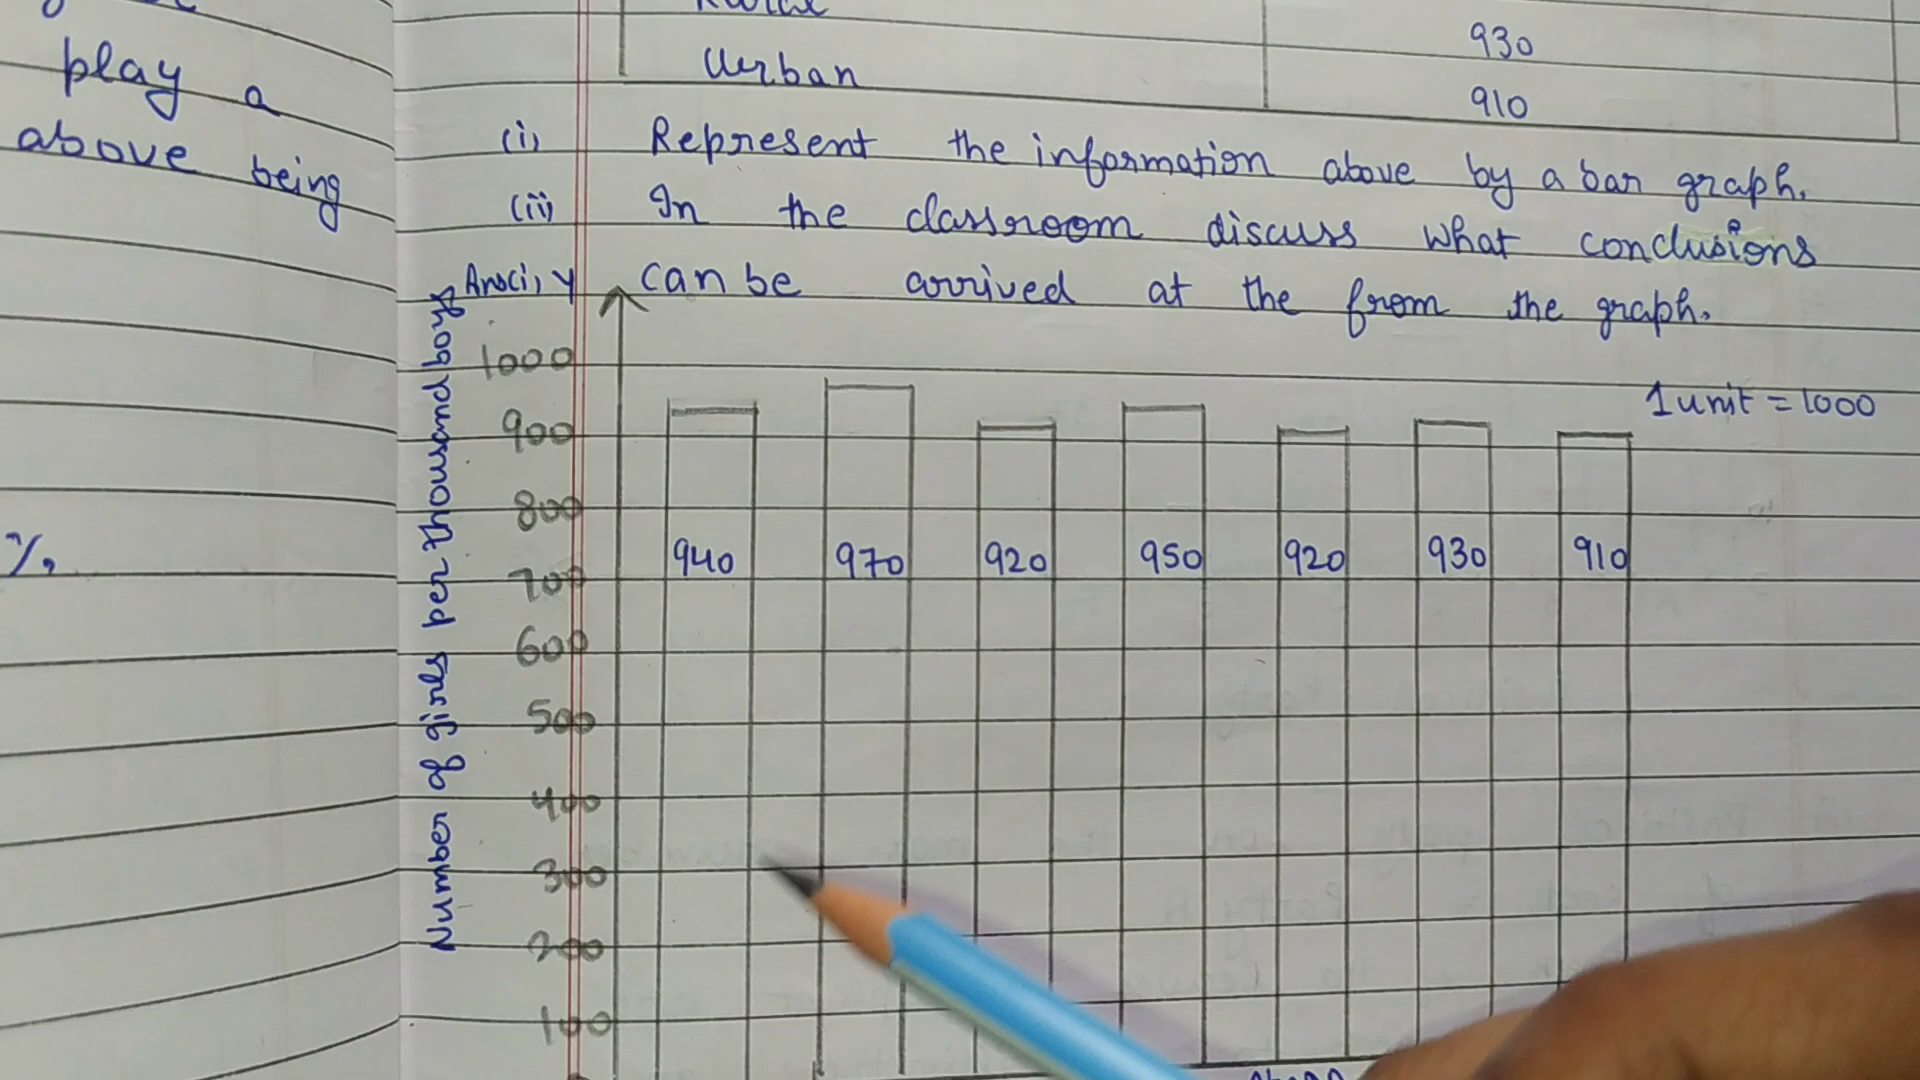 play a
above being
%.
Rural
930
Urban
910
(i) Represent the information above by a bar graph.
(ii) In the classroom discuss what conclusions
can be arrived at the from the graph.
Ans(i) Y
Number of girls per thousand boys
1 unit = 1000
1000
900
800
700
600
500
400
300
200
100
940 970 920 950 920 930 910